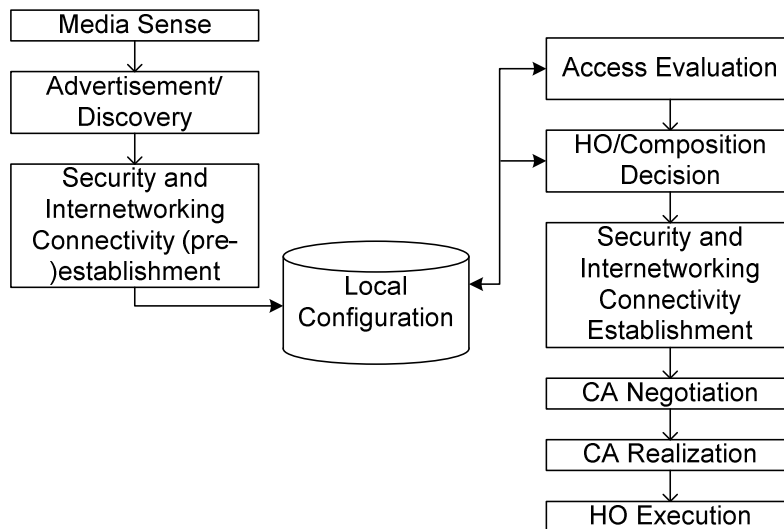 Media Sense
Advertisement/
Discovery
Security and
Internetworking
Connectivity (pre-
)establishment
Local
Configuration
Access Evaluation
HO/Composition
Decision
Security and
Internetworking
Connectivity
Establishment
CA Negotiation
CA Realization
HO Execution